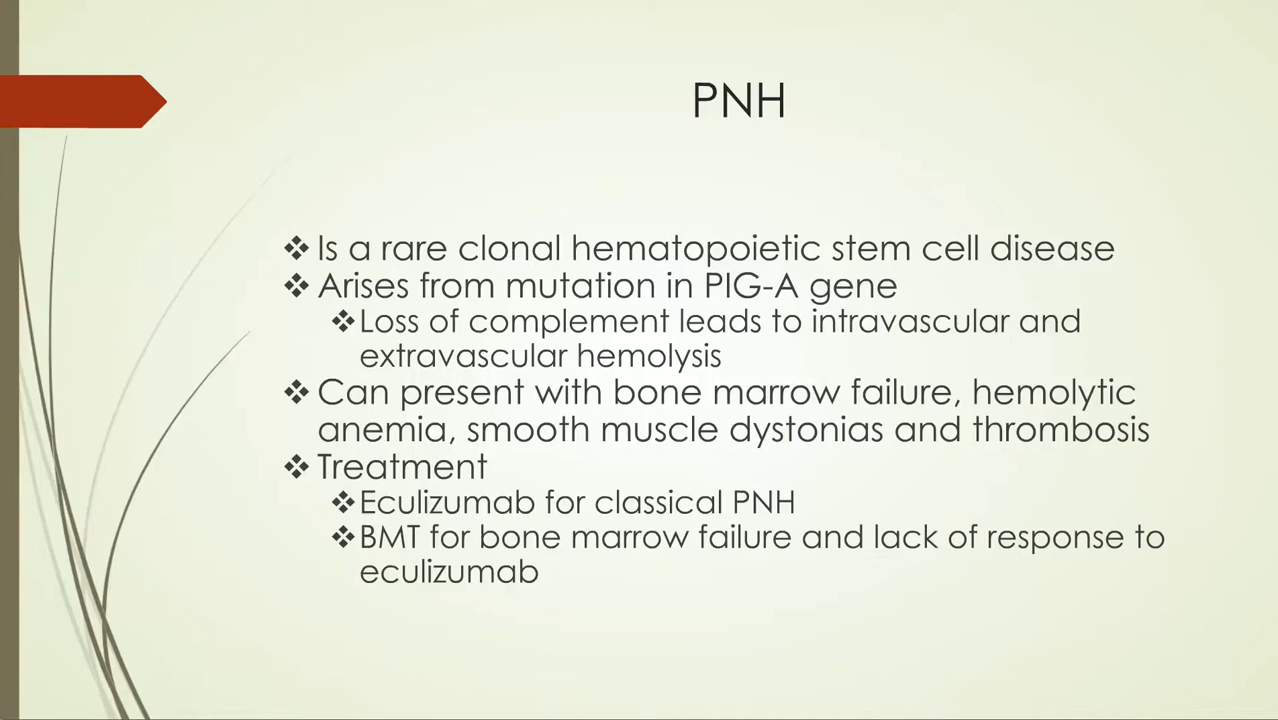 PNH
❖ Is a rare clonal hematopoietic stem cell disease
❖ Arises from mutation in PIG-A gene
❖ Loss of complement leads to intravascular and
extravascular hemolysis
❖ Can present with bone marrow failure, hemolytic
anemia, smooth muscle dystonias and thrombosis
❖ Treatment
❖ Eculizumab for classical PNH
❖ BMT for bone marrow failure and lack of response to
eculizumab